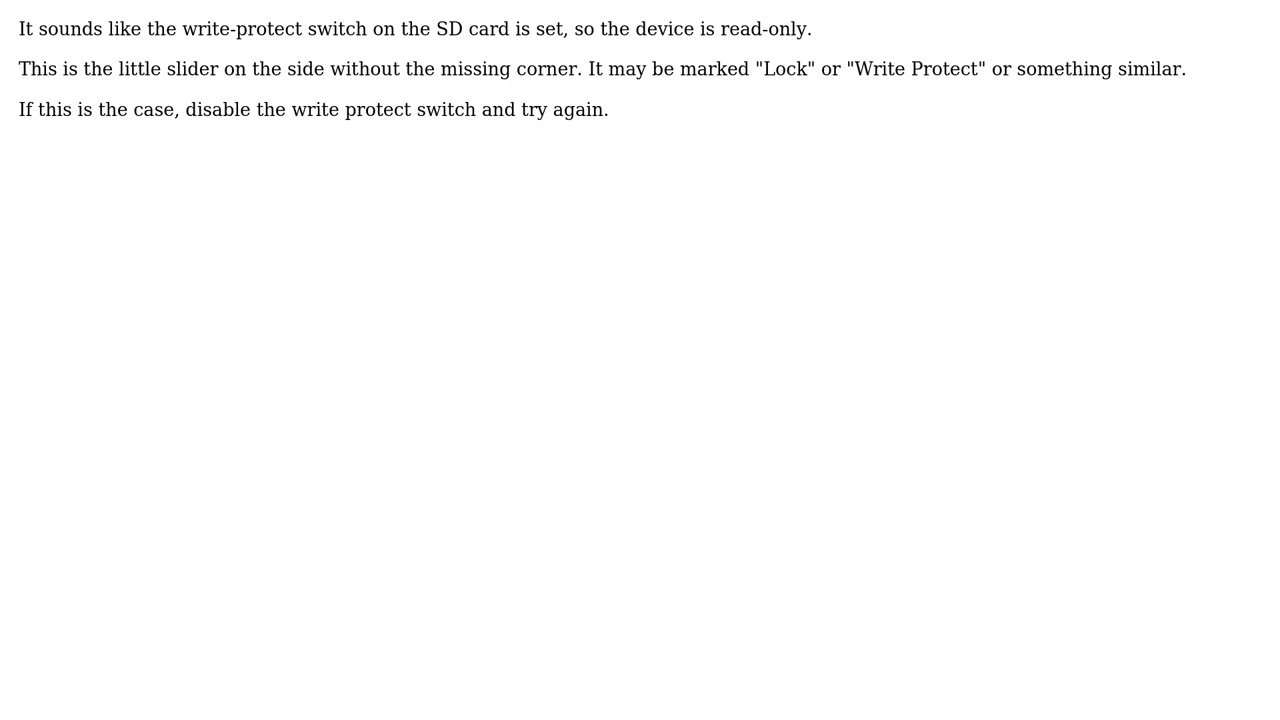 It sounds like the write-protect switch on the SD card is set, so the device is read-only.
This is the little slider on the side without the missing corner. It may be marked "Lock" or "Write Protect" or something similar.
If this is the case, disable the write protect switch and try again.